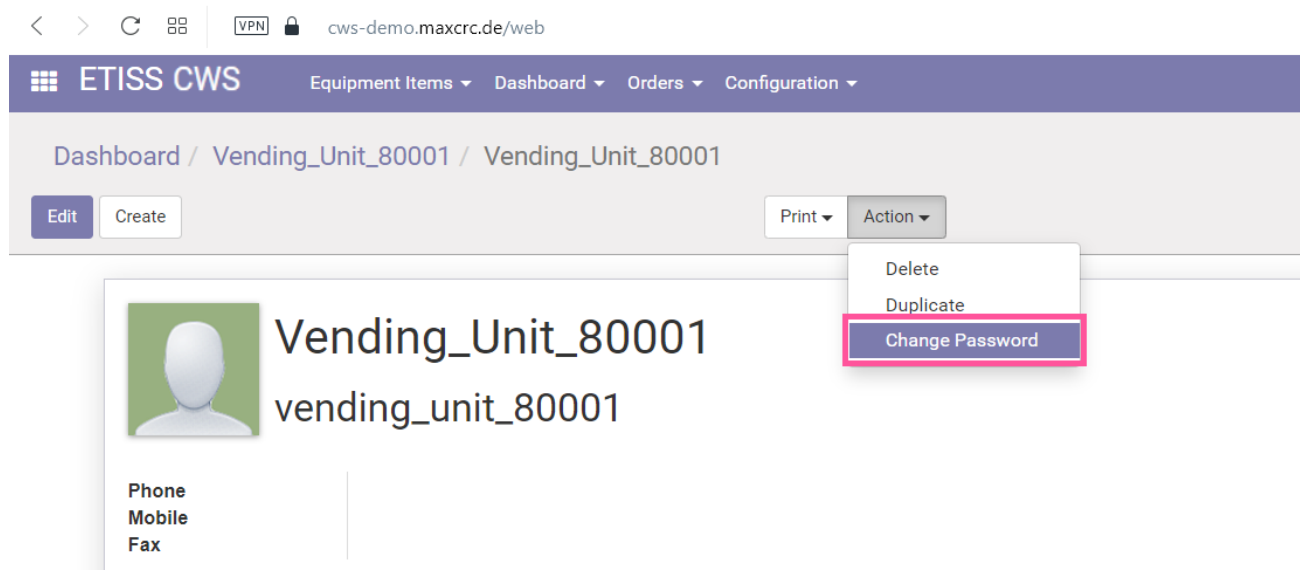 VPN cws-demo.maxcrc.de/web
ETISS CWS Equipment Items Dashboard Orders Configuration
Dashboard / Vending_Unit_80001 / Vending_Unit_80001
Edit Create Print Action
Delete
Duplicate
Change Password
Vending_Unit_80001
vending_unit_80001
Phone
Mobile
Fax